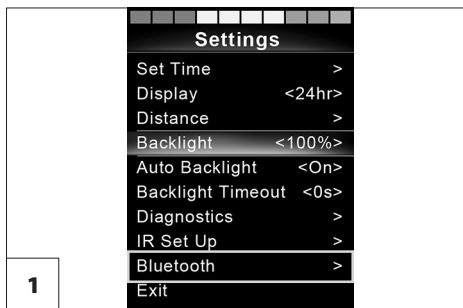 Settings
Set Time >
Display <24hr>
Distance >
Backlight <100%>
Auto Backlight <On>
Backlight Timeout <0s>
Diagnostics >
IR Set Up >
Bluetooth >
Exit
1